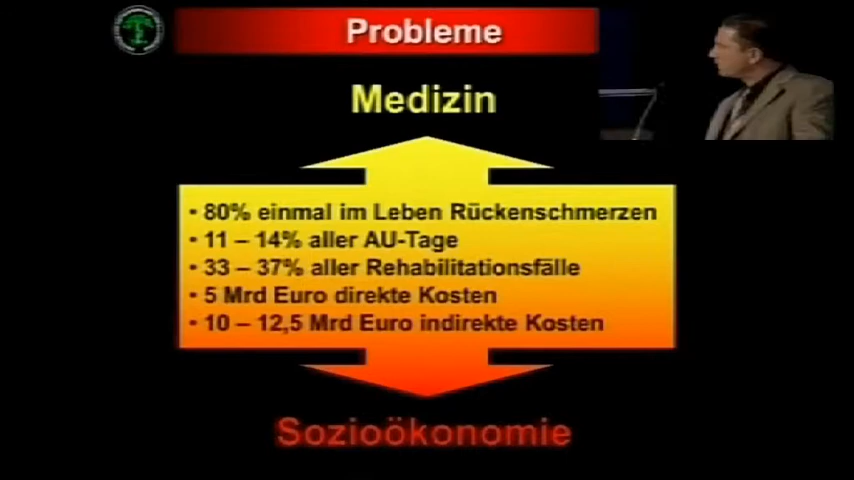 Probleme
Medizin
• 80% einmal im Leben Rückenschmerzen
• 11 – 14% aller AU-Tage
• 33 – 37% aller Rehabilitationsfälle
• 5 Mrd Euro direkte Kosten
• 10 – 12,5 Mrd Euro indirekte Kosten
Sozioökonomie